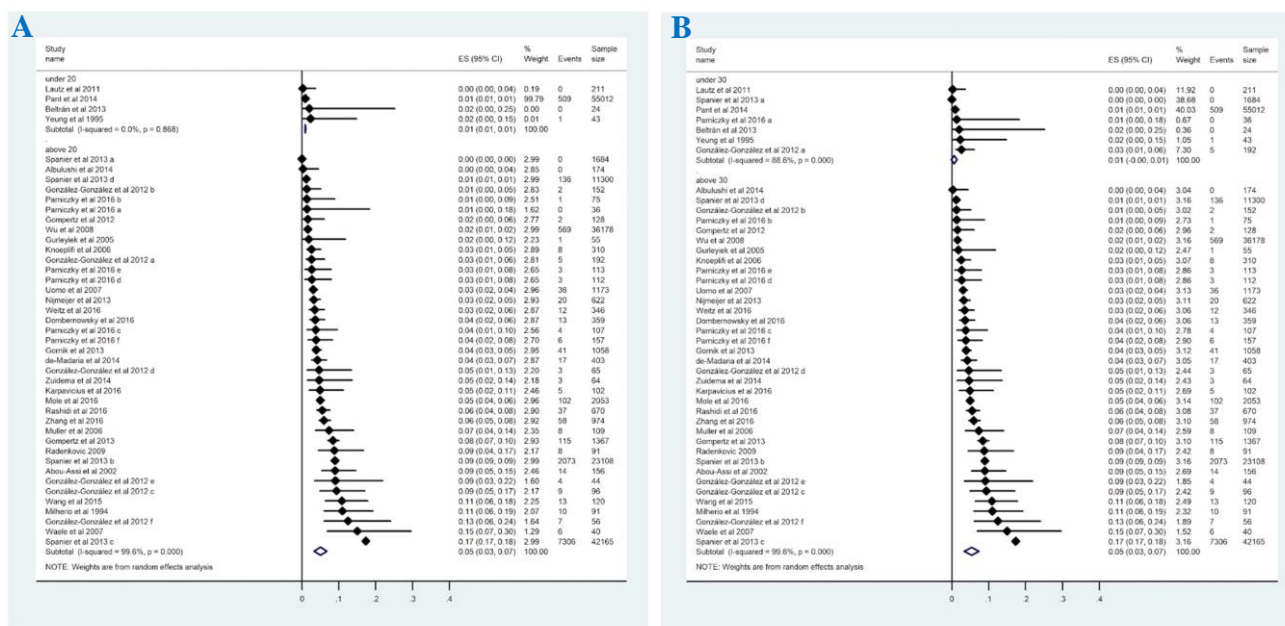 A
Study name ES (95% CI) % Weight Events Sample size
under 20
Lautz et al 2011 0.00 (0.00, 0.04) 0.19 0 211
Pant et al 2014 0.01 (0.01, 0.01) 99.79 509 55012
Beltrán et al 2013 0.02 (0.00, 0.25) 0.00 0 24
Yeung et al 1995 0.02 (0.00, 0.15) 0.01 1 43
Subtotal (I-squared = 0.0%, p = 0.868) 0.01 (0.01, 0.01) 100.00
.
above 20
Spanier et al 2013 a 0.00 (0.00, 0.00) 2.99 0 1684
Albulushi et al 2014 0.00 (0.00, 0.04) 2.85 0 174
Spanier et al 2013 d 0.01 (0.01, 0.01) 2.99 136 11300
González-González et al 2012 b 0.01 (0.00, 0.05) 2.83 2 152
Parniczky et al 2016 b 0.01 (0.00, 0.09) 2.51 1 75
Parniczky et al 2016 a 0.01 (0.00, 0.18) 1.62 0 36
Gompertz et al 2012 0.02 (0.00, 0.06) 2.77 2 128
Wu et al 2008 0.02 (0.01, 0.02) 2.99 569 36178
Gurleyiek et al 2005 0.02 (0.00, 0.12) 2.23 1 55
Knoeplifi et al 2006 0.03 (0.01, 0.05) 2.89 8 310
González-González et al 2012 a 0.03 (0.01, 0.06) 2.81 5 192
Parniczky et al 2016 e 0.03 (0.01, 0.08) 2.65 3 113
Parniczky et al 2016 d 0.03 (0.01, 0.08) 2.65 3 112
Uomo et al 2007 0.03 (0.02, 0.04) 2.96 36 1173
Nijmeijer et al 2013 0.03 (0.02, 0.05) 2.93 20 622
Weitz et al 2016 0.03 (0.02, 0.06) 2.87 12 346
Dombernowsky et al 2016 0.04 (0.02, 0.06) 2.87 13 359
Parniczky et al 2016 c 0.04 (0.01, 0.10) 2.56 4 107
Parniczky et al 2016 f 0.04 (0.02, 0.08) 2.70 6 157
Gornik et al 2013 0.04 (0.03, 0.05) 2.95 41 1058
de-Madaria et al 2014 0.04 (0.03, 0.07) 2.87 17 403
González-González et al 2012 d 0.05 (0.01, 0.13) 2.20 3 65
Zuidema et al 2014 0.05 (0.02, 0.14) 2.18 3 64
Karpavicius et al 2016 0.05 (0.02, 0.11) 2.46 5 102
Mole et al 2016 0.05 (0.04, 0.06) 2.96 102 2053
Rashidi et al 2016 0.06 (0.04, 0.08) 2.90 37 670
Zhang et al 2016 0.06 (0.05, 0.08) 2.92 58 974
Muller et al 2006 0.07 (0.04, 0.14) 2.35 8 109
Gompertz et al 2013 0.08 (0.07, 0.10) 2.93 115 1367
Radenkovic 2009 0.09 (0.04, 0.17) 2.17 8 91
Spanier et al 2013 b 0.09 (0.09, 0.09) 2.99 2073 23108
Abou-Assi et al 2002 0.09 (0.05, 0.15) 2.46 14 156
González-González et al 2012 e 0.09 (0.03, 0.22) 1.60 4 44
González-González et al 2012 c 0.09 (0.05, 0.17) 2.17 9 96
Wang et al 2015 0.11 (0.06, 0.18) 2.25 13 120
Milherio et al 1994 0.11 (0.06, 0.19) 2.07 10 91
González-González et al 2012 f 0.13 (0.06, 0.24) 1.64 7 56
Waele et al 2007 0.15 (0.07, 0.30) 1.29 6 40
Spanier et al 2013 c 0.17 (0.17, 0.18) 2.99 7306 42165
Subtotal (I-squared = 99.6%, p = 0.000) 0.05 (0.03, 0.07) 100.00
NOTE: Weights are from random effects analysis
0 .1 .2 .3 .4
B
Study name ES (95% CI) % Weight Events Sample size
under 30
Lautz et al 2011 0.00 (0.00, 0.04) 11.92 0 211
Spanier et al 2013 a 0.00 (0.00, 0.00) 38.68 0 1684
Pant et al 2014 0.01 (0.01, 0.01) 40.03 509 55012
Parniczky et al 2016 a 0.01 (0.00, 0.18) 0.67 0 36
Beltrán et al 2013 0.02 (0.00, 0.25) 0.36 0 24
Yeung et al 1995 0.02 (0.00, 0.15) 1.05 1 43
González-González et al 2012 a 0.03 (0.01, 0.06) 7.30 5 192
Subtotal (I-squared = 88.6%, p = 0.000) 0.01 (-0.00, 0.01) 100.00
.
above 30
Albulushi et al 2014 0.00 (0.00, 0.04) 3.04 0 174
Spanier et al 2013 d 0.01 (0.01, 0.01) 3.16 136 11300
González-González et al 2012 b 0.01 (0.00, 0.05) 3.02 2 152
Parniczky et al 2016 b 0.01 (0.00, 0.09) 2.73 1 75
Gompertz et al 2012 0.02 (0.00, 0.06) 2.96 2 128
Wu et al 2008 0.02 (0.01, 0.02) 3.16 569 36178
Gurleyiek et al 2005 0.02 (0.00, 0.12) 2.47 1 55
Knoeplifi et al 2006 0.03 (0.01, 0.05) 3.07 8 310
Parniczky et al 2016 e 0.03 (0.01, 0.08) 2.86 3 113
Parniczky et al 2016 d 0.03 (0.01, 0.08) 2.86 3 112
Uomo et al 2007 0.03 (0.02, 0.04) 3.13 36 1173
Nijmeijer et al 2013 0.03 (0.02, 0.05) 3.11 20 622
Weitz et al 2016 0.03 (0.02, 0.06) 3.06 12 346
Dombernowsky et al 2016 0.04 (0.02, 0.06) 3.06 13 359
Parniczky et al 2016 c 0.04 (0.01, 0.10) 2.78 4 107
Parniczky et al 2016 f 0.04 (0.02, 0.08) 2.90 6 157
Gornik et al 2013 0.04 (0.03, 0.05) 3.12 41 1058
de-Madaria et al 2014 0.04 (0.03, 0.07) 3.05 17 403
González-González et al 2012 d 0.05 (0.01, 0.13) 2.44 3 65
Zuidema et al 2014 0.05 (0.02, 0.14) 2.43 3 64
Karpavicius et al 2016 0.05 (0.02, 0.11) 2.69 5 102
Mole et al 2016 0.05 (0.04, 0.06) 3.14 102 2053
Rashidi et al 2016 0.06 (0.04, 0.08) 3.08 37 670
Zhang et al 2016 0.06 (0.05, 0.08) 3.10 58 974
Muller et al 2006 0.07 (0.04, 0.14) 2.59 8 109
Gompertz et al 2013 0.08 (0.07, 0.10) 3.10 115 1367
Radenkovic 2009 0.09 (0.04, 0.17) 2.42 8 91
Spanier et al 2013 b 0.09 (0.09, 0.09) 3.16 2073 23108
Abou-Assi et al 2002 0.09 (0.05, 0.15) 2.69 14 156
González-González et al 2012 e 0.09 (0.03, 0.22) 1.85 4 44
González-González et al 2012 c 0.09 (0.05, 0.17) 2.42 9 96
Wang et al 2015 0.11 (0.06, 0.18) 2.49 13 120
Milherio et al 1994 0.11 (0.06, 0.19) 2.32 10 91
González-González et al 2012 f 0.13 (0.06, 0.24) 1.89 7 56
Waele et al 2007 0.15 (0.07, 0.30) 1.52 6 40
Spanier et al 2013 c 0.17 (0.17, 0.18) 3.16 7306 42165
Subtotal (I-squared = 99.6%, p = 0.000) 0.05 (0.03, 0.07) 100.00
NOTE: Weights are from random effects analysis
0 .1 .2 .3 .4